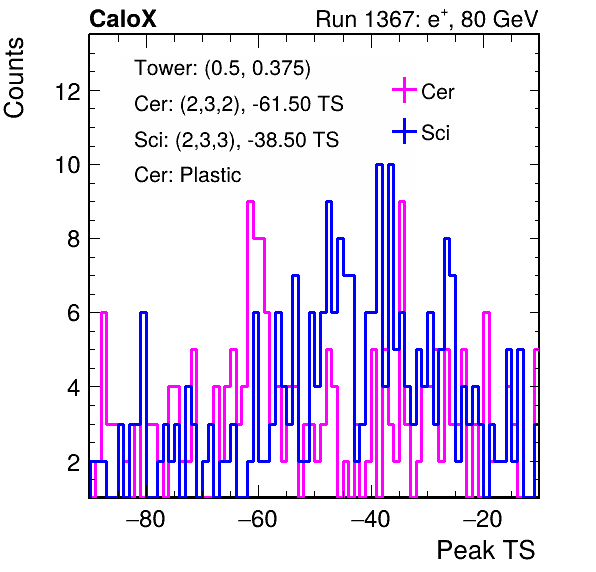 CaloX Run 1367: e⁺, 80 GeV
Counts
Tower: (0.5, 0.375)
Cer: (2,3,2), -61.50 TS
Sci: (2,3,3), -38.50 TS
Cer: Plastic
Cer
Sci
12
10
8
6
4
2
−80 −60 −40 −20
Peak TS